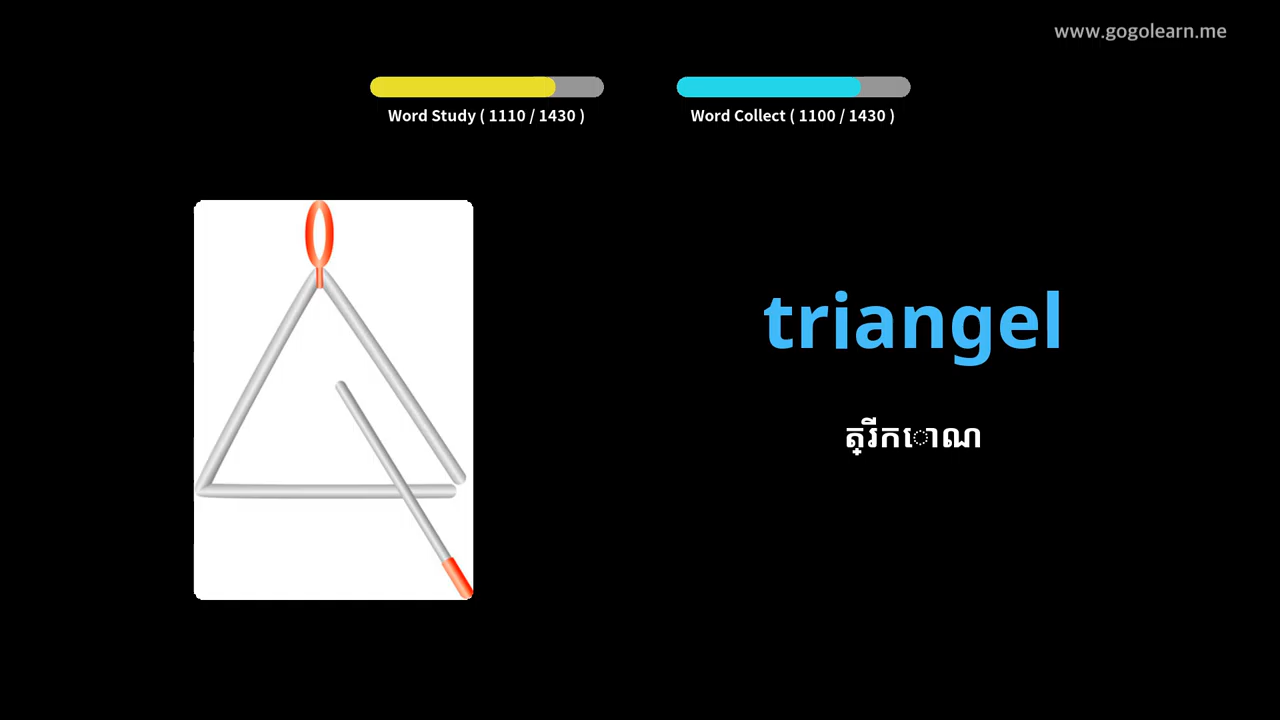 www.gogolearn.me
Word Study ( 1110 / 1430 )
Word Collect ( 1100 / 1430 )
triangel
ត្រីកោណ